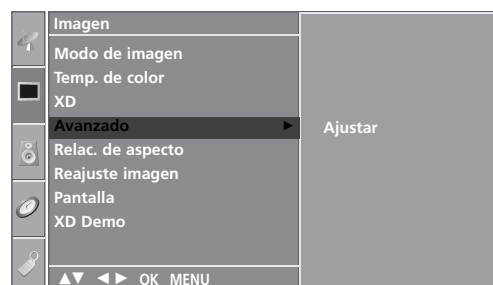 Imagen
Modo de imagen
Temp. de color
XD
Avanzado ►
Ajustar
Relac. de aspecto
Reajuste imagen
Pantalla
XD Demo
▲▼ ◄► OK MENU